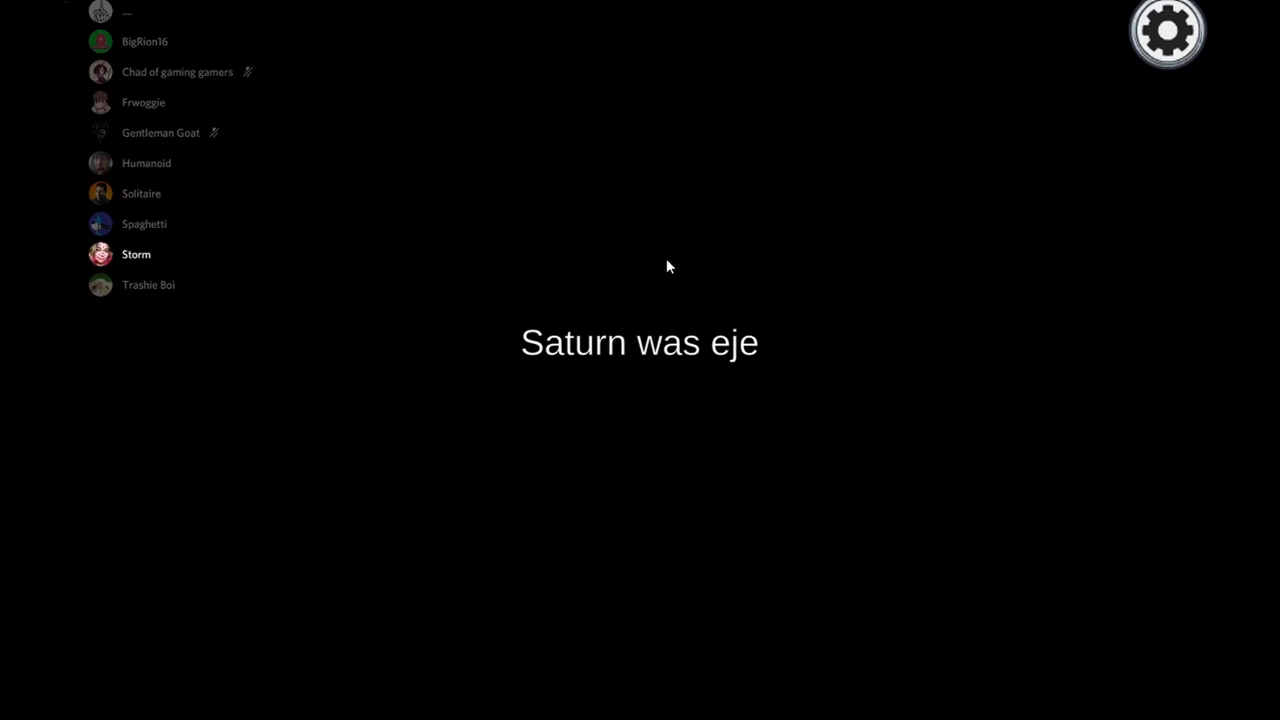 ....
BigRion16
Chad of gaming gamers
Frwoggie
Gentleman Goat
Humanoid
Solitaire
Spaghetti
Storm
Trashie Boi
Saturn was eje